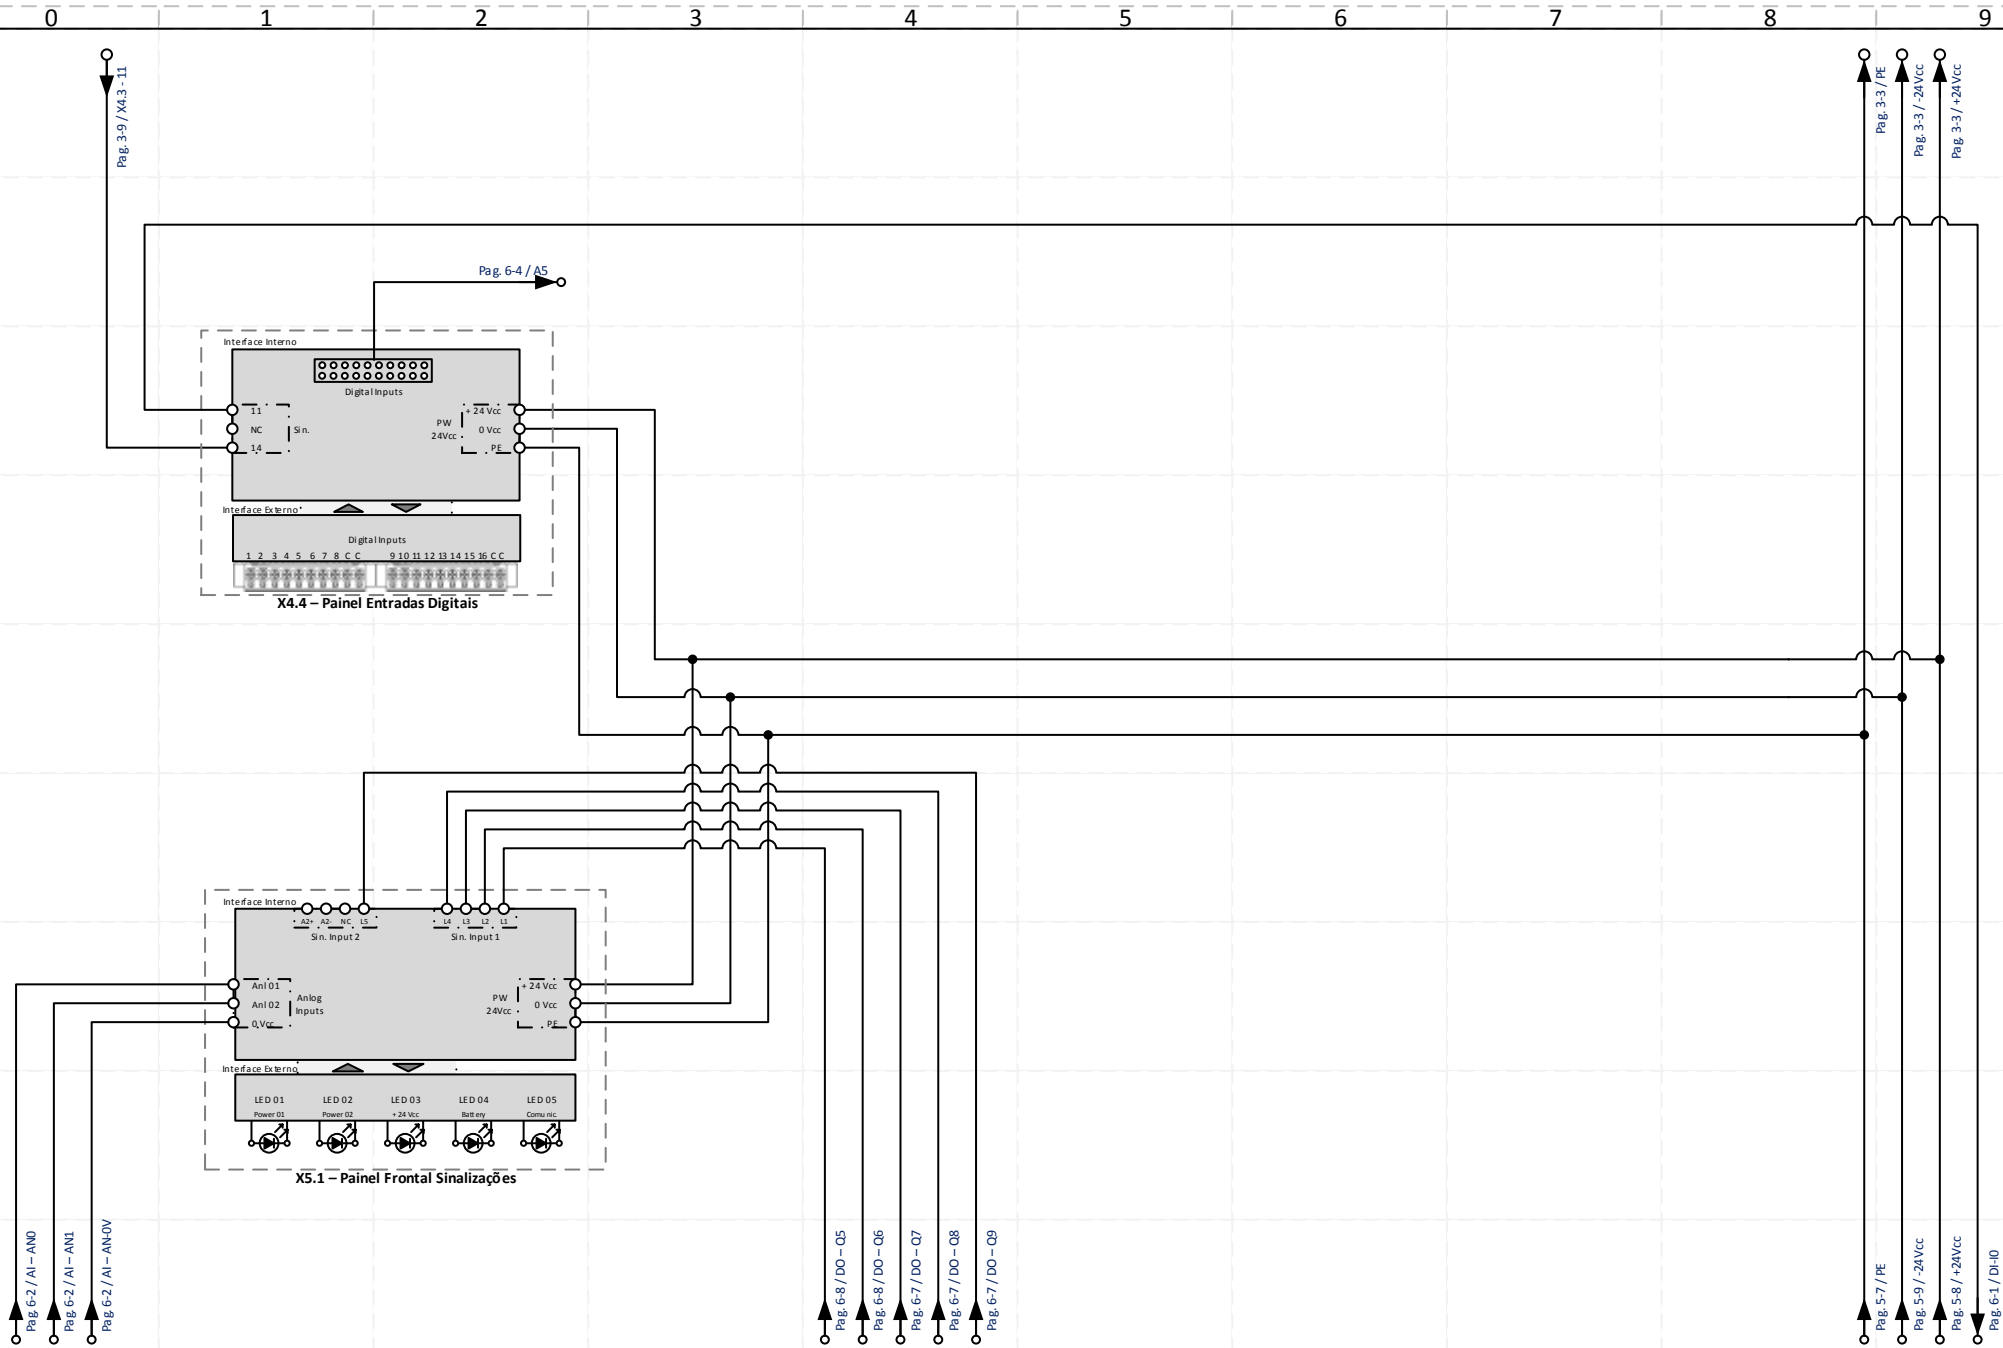 0 1 2 3 4 5 6 7 8 9
Pag. 3-9 / X4.3 - 11
Pag. 3-3 / PE
Pag. 3-3 / -24Vcc
Pag. 3-3 / +24Vcc
Pag. 6-4 / A5
Interface Interno
Digital Inputs
11
NC
14
Sin.
PW
24Vcc
+ 24 Vcc
0 Vcc
PE
Interface Externo
Digital Inputs
1 2 3 4 5 6 7 8 C C 9 10 11 12 13 14 15 16 C C
X4.4 – Painel Entradas Digitais
Interface Interno
A2+ A2- NC L5 L4 L3 L2 L1
Sin. Input 2 Sin. Input 1
Anl 01
Anl 02
0 Vcc
Anlog
Inputs
PW
24Vcc
+ 24 Vcc
0 Vcc
PE
Interface Externo
LED 01 LED 02 LED 03 LED 04 LED 05
Power 01 Power 02 + 24 Vcc Battery Comunic.
X5.1 – Painel Frontal Sinalizações
Pag. 6-2 / AI – AN0
Pag. 6-2 / AI – AN1
Pag. 6-2 / AI – AN-0V
Pag. 6-8 / DO – Q5
Pag. 6-8 / DO – Q6
Pag. 6-7 / DO – Q7
Pag. 6-7 / DO – Q8
Pag. 6-7 / DO – Q9
Pag. 5-7 / PE
Pag. 5-9 / -24Vcc
Pag. 5-8 / +24Vcc
Pag. 6-1 / DI-I0